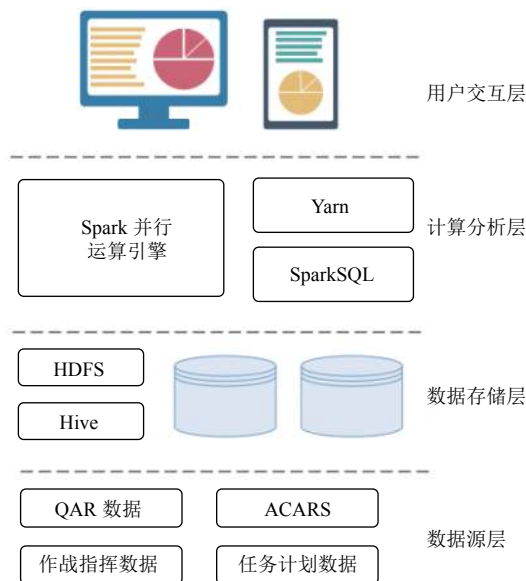 用户交互层
Spark 并行
运算引擎
Yarn
SparkSQL
计算分析层
HDFS
Hive
数据存储层
QAR 数据
ACARS
作战指挥数据
任务计划数据
数据源层